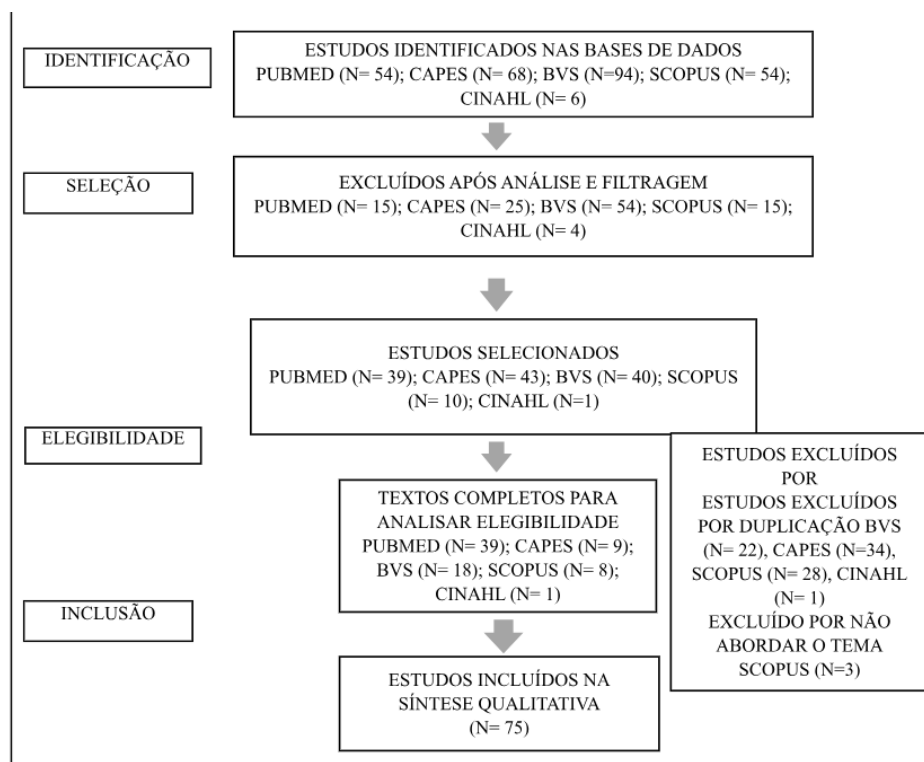 IDENTIFICAÇÃO
ESTUDOS IDENTIFICADOS NAS BASES DE DADOS
PUBMED (N= 54); CAPES (N= 68); BVS (N=94); SCOPUS (N= 54);
CINAHL (N= 6)
SELEÇÃO
EXCLUÍDOS APÓS ANÁLISE E FILTRAGEM
PUBMED (N= 15); CAPES (N= 25); BVS (N= 54); SCOPUS (N= 15);
CINAHL (N= 4)
ESTUDOS SELECIONADOS
PUBMED (N= 39); CAPES (N= 43); BVS (N= 40); SCOPUS
(N= 10); CINAHL (N=1)
ELEGIBILIDADE
TEXTOS COMPLETOS PARA
ANALISAR ELEGIBILIDADE
PUBMED (N= 39); CAPES (N= 9);
BVS (N= 18); SCOPUS (N= 8);
CINAHL (N= 1)
ESTUDOS EXCLUÍDOS
POR
ESTUDOS EXCLUÍDOS
POR DUPLICAÇÃO BVS
(N= 22), CAPES (N=34),
SCOPUS (N= 28), CINAHL
(N= 1)
EXCLUÍDO POR NÃO
ABORDAR O TEMA
SCOPUS (N=3)
INCLUSÃO
ESTUDOS INCLUÍDOS NA
SÍNTESE QUALITATIVA
(N= 75)